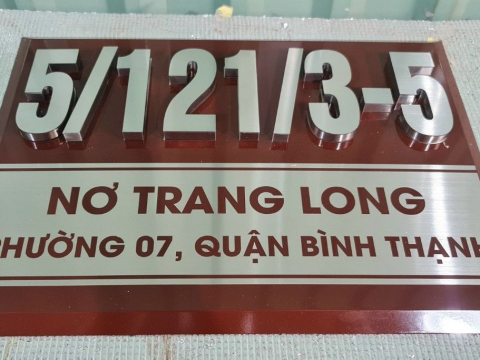 5/121/3-5
NƠ TRANG LONG
PHƯỜNG 07, QUẬN BÌNH THẠNH